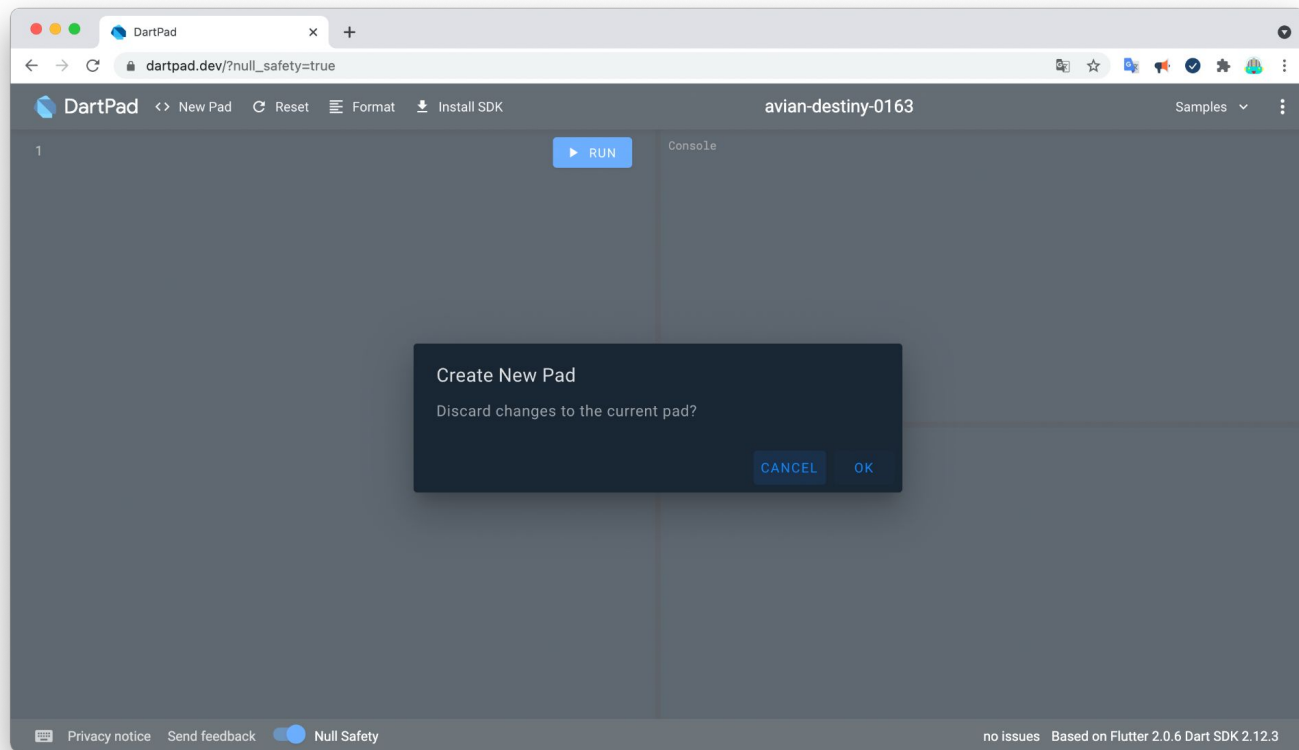 DartPad
dartpad.dev/?null_safety=true
DartPad <> New Pad Reset Format Install SDK avian-destiny-0163 Samples
1 RUN Console
Create New Pad
Discard changes to the current pad?
CANCEL OK
Privacy notice Send feedback Null Safety no issues Based on Flutter 2.0.6 Dart SDK 2.12.3